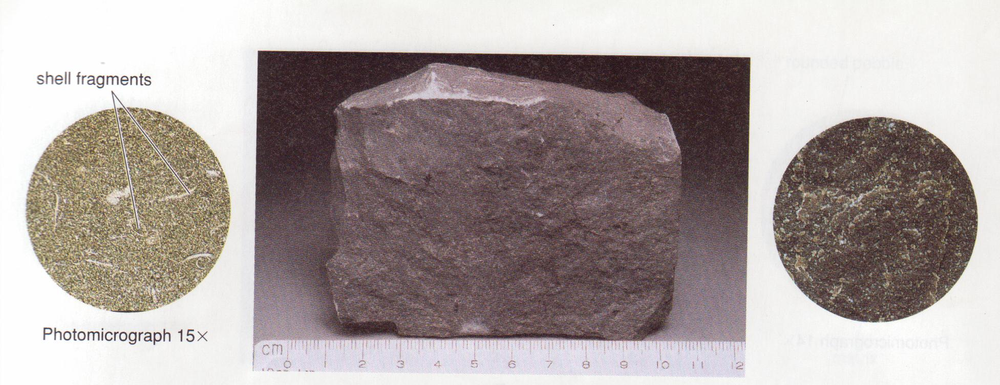 shell fragments
Photomicrograph 15×
cm
0 1 2 3 4 5 6 7 8 9 10 11 12